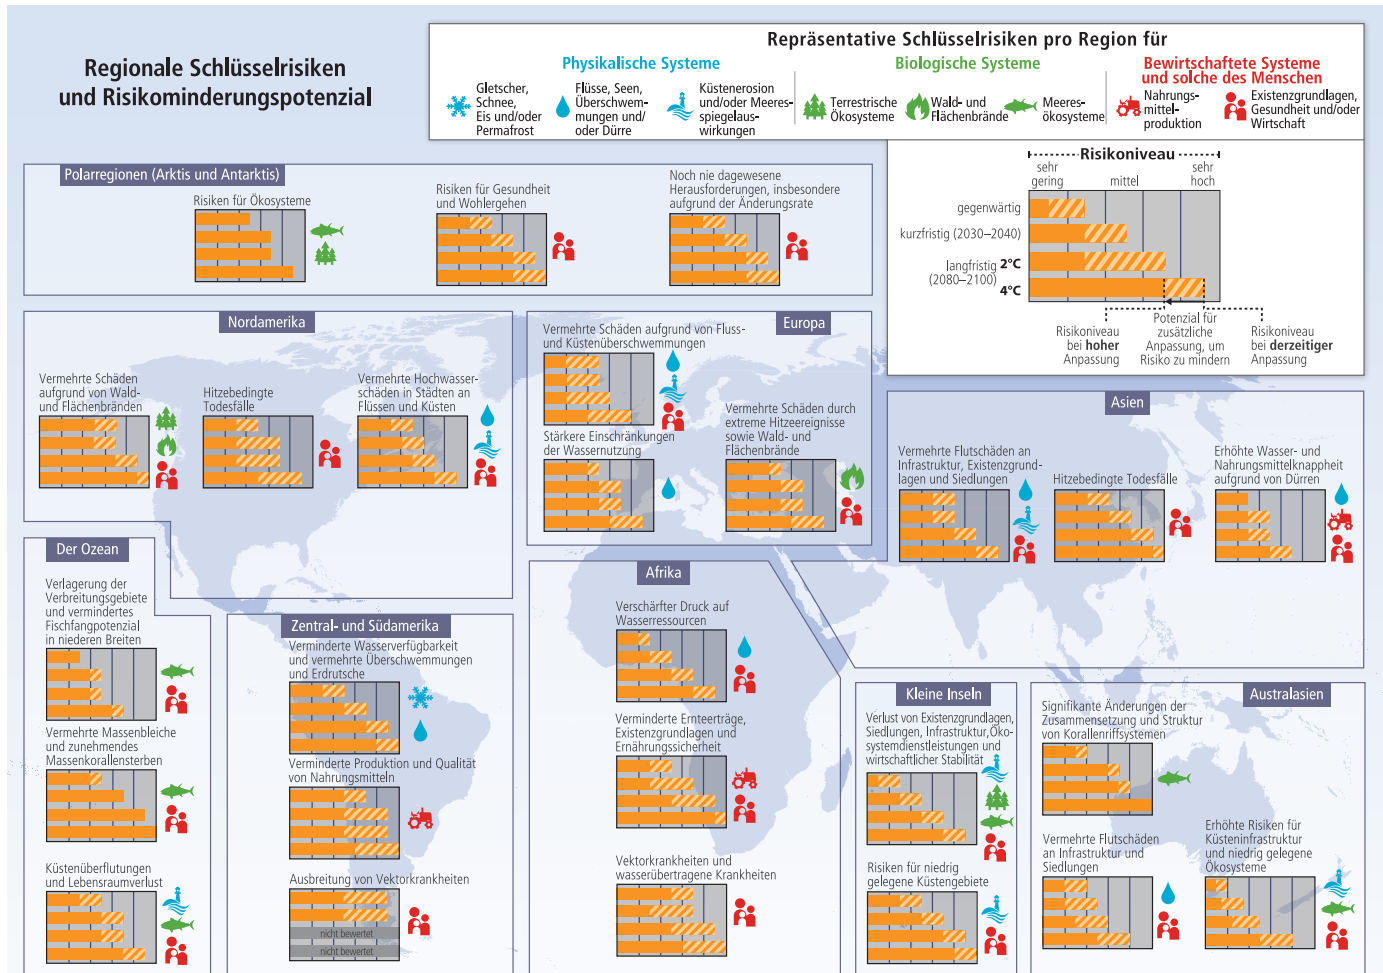 Regionale Schlüsselrisiken
und Risikominderungspotenzial
Repräsentative Schlüsselrisiken pro Region für
Physikalische Systeme
Gletscher,
Schnee,
Eis und/oder
Permafrost
Flüsse, Seen,
Überschwem-
mungen und/
oder Dürre
Küstenerosion
und/oder Meeres-
spiegelaus-
wirkungen
Biologische Systeme
Terrestrische
Ökosysteme
Wald- und
Flächenbrände
Meeres-
ökosysteme
Bewirtschaftete Systeme
und solche des Menschen
Nahrungs-
mittel-
produktion
Existenzgrundlagen,
Gesundheit und/oder
Wirtschaft
Risikoniveau
sehr
gering
mittel
sehr
hoch
gegenwärtig
kurzfristig (2030–2040)
langfristig
(2080–2100)
2°C
4°C
Risikoniveau
bei hoher
Anpassung
Potenzial für
zusätzliche
Anpassung, um
Risiko zu mindern
Risikoniveau
bei derzeitiger
Anpassung
Polarregionen (Arktis und Antarktis)
Risiken für Ökosysteme
Risiken für Gesundheit
und Wohlergehen
Noch nie dagewesene
Herausforderungen, insbesondere
aufgrund der Änderungsrate
Nordamerika
Vermehrte Schäden
aufgrund von Wald-
und Flächenbränden
Hitzebedingte
Todesfälle
Vermehrte Hochwasser-
schäden in Städten an
Flüssen und Küsten
Europa
Vermehrte Schäden aufgrund von Fluss-
und Küstenüberschwemmungen
Stärkere Einschränkungen
der Wassernutzung
Vermehrte Schäden durch
extreme Hitzeereignisse
sowie Wald- und
Flächenbrände
Asien
Vermehrte Flutschäden an
Infrastruktur, Existenzgrund-
lagen und Siedlungen
Hitzebedingte Todesfälle
Erhöhte Wasser- und
Nahrungsmittelknappheit
aufgrund von Dürren
Der Ozean
Verlagerung der
Verbreitungsgebiete
und vermindertes
Fischfangpotenzial
in niederen Breiten
Vermehrte Massenbleiche
und zunehmendes
Massenkorallensterben
Küstenüberflutungen
und Lebensraumverlust
Zentral- und Südamerika
Verminderte Wasserverfügbarkeit
und vermehrte Überschwemmungen
und Erdrutsche
Verminderte Produktion und Qualität
von Nahrungsmitteln
Ausbreitung von Vektorkrankheiten
nicht bewertet
nicht bewertet
Afrika
Verschärfter Druck auf
Wasserressourcen
Verminderte Ernteerträge,
Existenzgrundlagen und
Ernährungssicherheit
Vektorkrankheiten und
wasserübertragene Krankheiten
Kleine Inseln
Verlust von Existenzgrundlagen,
Siedlungen, Infrastruktur,Öko-
systemdienstleistungen und
wirtschaftlicher Stabilität
Risiken für niedrig
gelegene Küstengebiete
Australasien
Signifikante Änderungen der
Zusammensetzung und Struktur
von Korallenriffsystemen
Vermehrte Flutschäden
an Infrastruktur und
Siedlungen
Erhöhte Risiken für
Küsteninfrastruktur
und niedrig gelegene
Ökosysteme